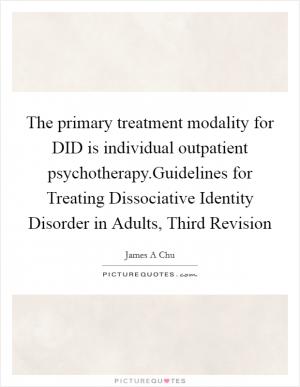 The primary treatment modality for
DID is individual outpatient
psychotherapy.Guidelines for
Treating Dissociative Identity
Disorder in Adults, Third Revision
James A Chu
PICTUREQUOTES.com
PICTUREQUOTES